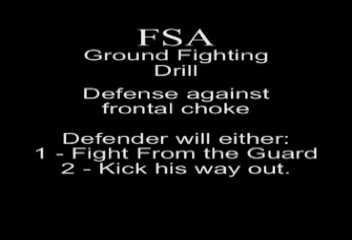 FSA
Ground Fighting
Drill
Defense against
frontal choke
Defender will either:
1 - Fight From the Guard
2 - Kick his way out.